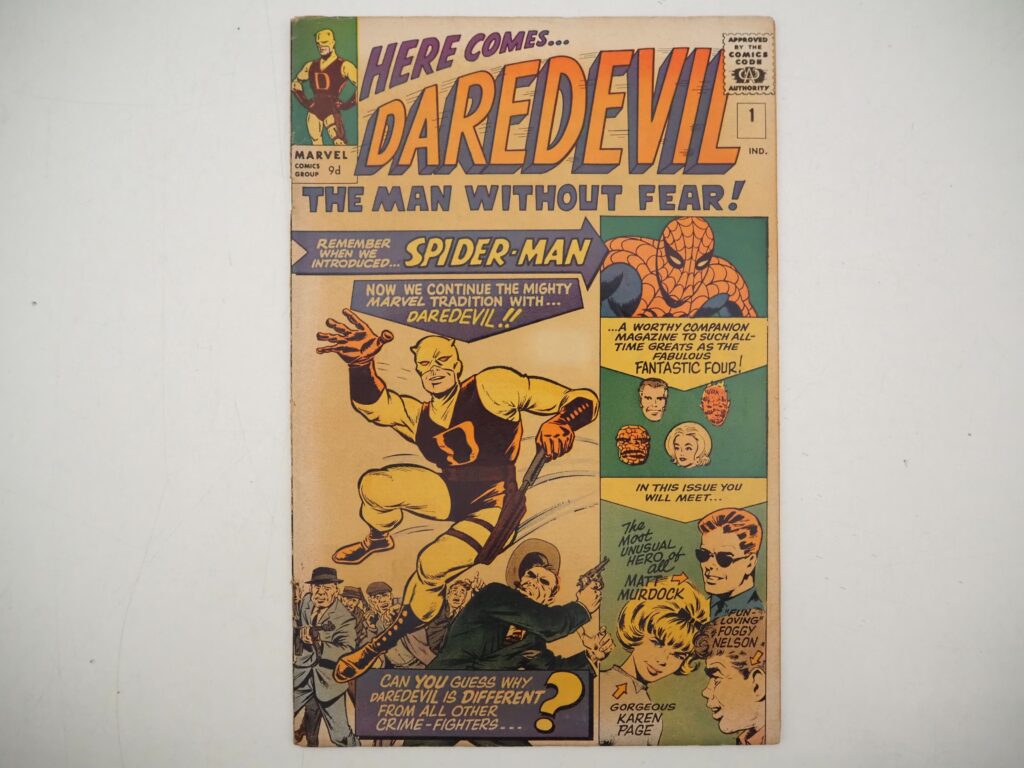 HERE COMES...
DAREDEVIL
APPROVED
BY THE
COMICS
CODE
CA
AUTHORITY
1
IND.
D
MARVEL
COMICS
GROUP
9d
THE MAN WITHOUT FEAR!
REMEMBER
WHEN WE
INTRODUCED...
SPIDER-MAN
NOW WE CONTINUE THE MIGHTY
MARVEL TRADITION WITH...
DAREDEVIL!!
...A WORTHY COMPANION
MAGAZINE TO SUCH ALL-
TIME GREATS AS THE
FABULOUS
FANTASTIC FOUR!
D
IN THIS ISSUE YOU
WILL MEET...
The
MOST
UNUSUAL
HERO of
all
MATT
MURDOCK
"FUN-
LOVING"
FOGGY
NELSON
GORGEOUS
KAREN
PAGE
CAN YOU GUESS WHY
DAREDEVIL IS DIFFERENT
FROM ALL OTHER
CRIME-FIGHTERS...
?